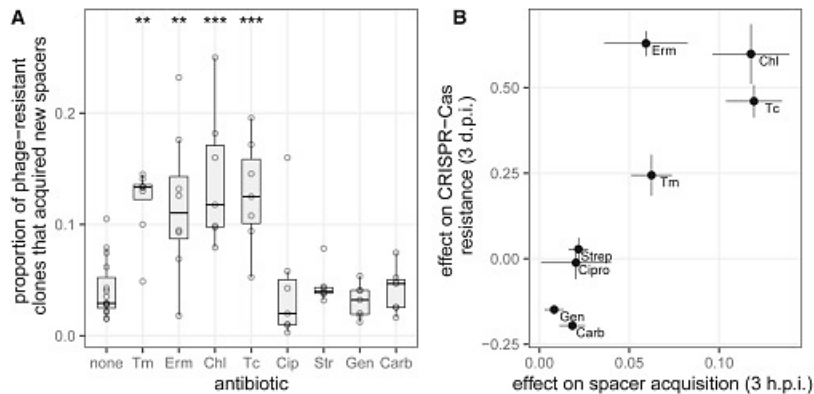 A
** ** *** ***
proportion of phage-resistant
clones that acquired new spacers
0.2
0.1
0.0
none Tm Erm Chl Tc Cip Str Gen Carb
antibiotic
B
effect on CRISPR-Cas
resistance (3 d.p.i.)
0.50
0.25
0.00
-0.25
Erm
Chl
Tc
Tm
Strep
Cipro
Gen
Carb
0.00 0.05 0.10
effect on spacer acquisition (3 h.p.i.)